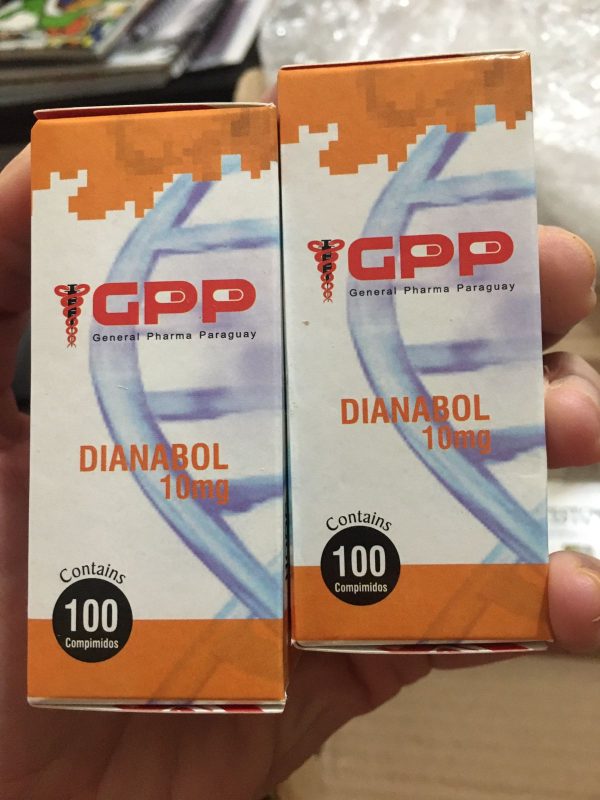 GPP
General Pharma Paraguay
DIANABOL
10mg
Contains
100
Compimidos
GPP
General Pharma Paraguay
DIANABOL
10mg
Contains
100
Compimidos